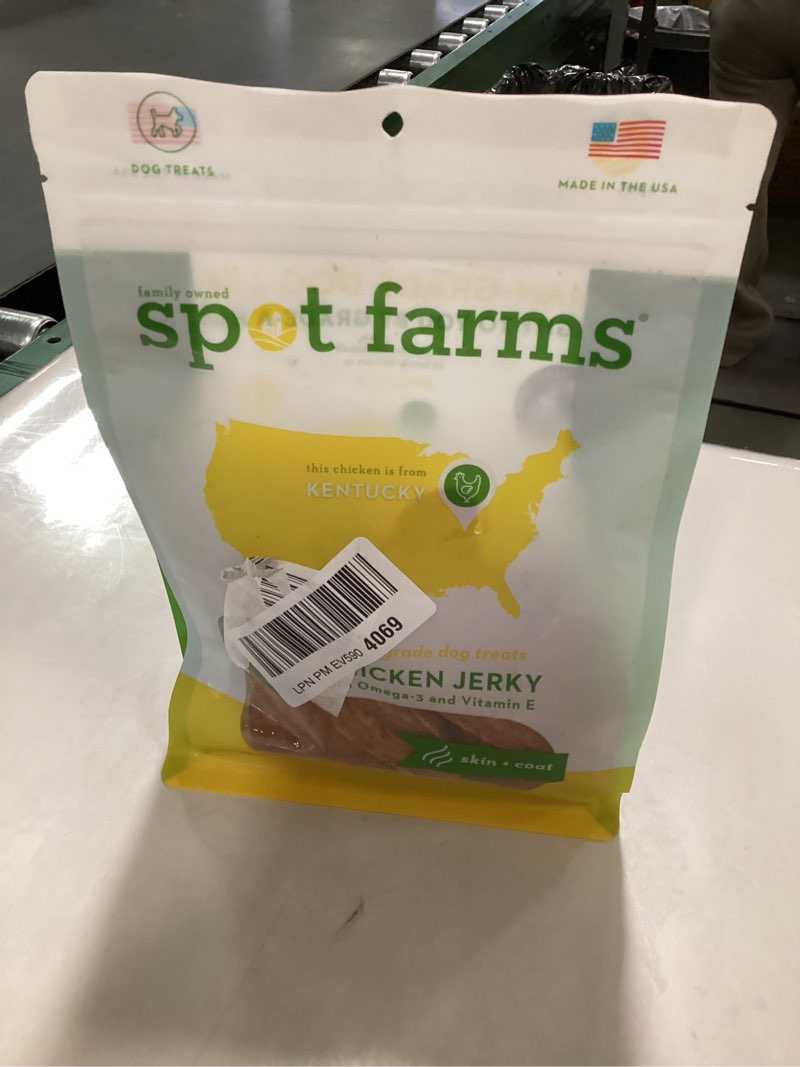 DOG TREATS
MADE IN THE USA
family owned
spot farms®
this chicken is from
KENTUCKY
LPN PM EV590 4069
grade dog treats
ICKEN JERKY
Omega-3 and Vitamin E
skin + coat